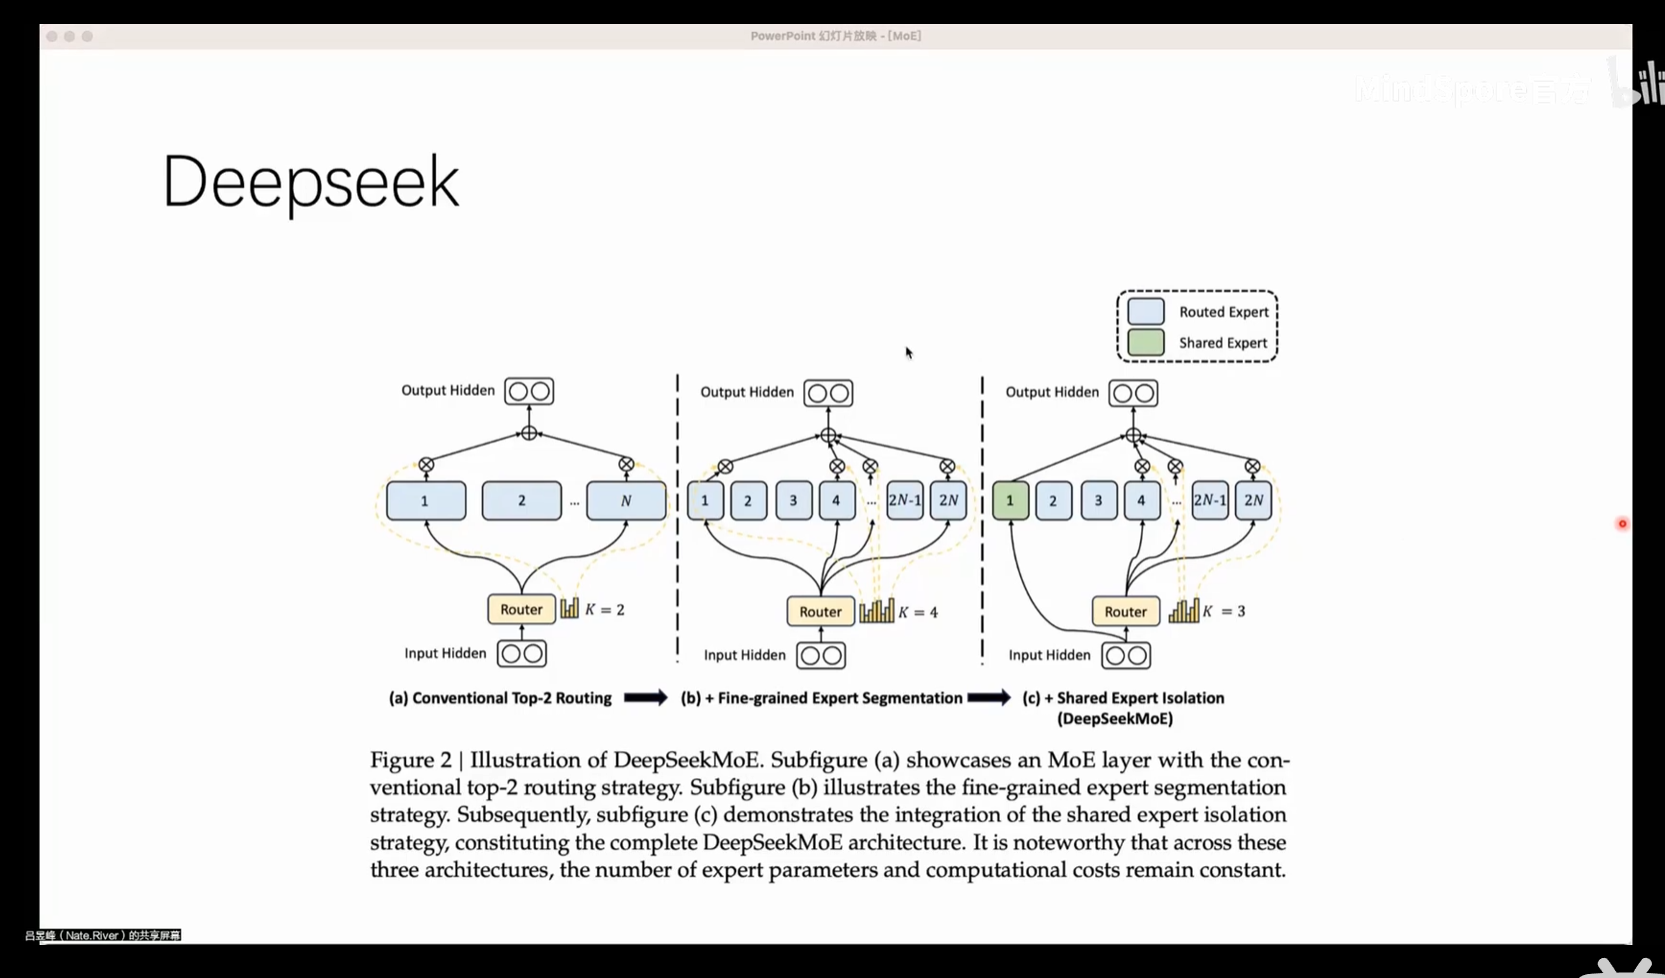 PowerPoint 幻灯片放映 - [MoE]
MindSpore官方
bili
Deepseek
Routed Expert
Shared Expert
Output Hidden
1
2
...
N
Router
K = 2
Input Hidden
(a) Conventional Top-2 Routing
Output Hidden
1
2
3
4
...
2N-1
2N
Router
K = 4
Input Hidden
(b) + Fine-grained Expert Segmentation
Output Hidden
1
2
3
4
...
2N-1
2N
Router
K = 3
Input Hidden
(c) + Shared Expert Isolation
(DeepSeekMoE)
Figure 2 | Illustration of DeepSeekMoE. Subfigure (a) showcases an MoE layer with the con-
ventional top-2 routing strategy. Subfigure (b) illustrates the fine-grained expert segmentation
strategy. Subsequently, subfigure (c) demonstrates the integration of the shared expert isolation
strategy, constituting the complete DeepSeekMoE architecture. It is noteworthy that across these
three architectures, the number of expert parameters and computational costs remain constant.
吕昱峰（Nate.River）的共享屏幕